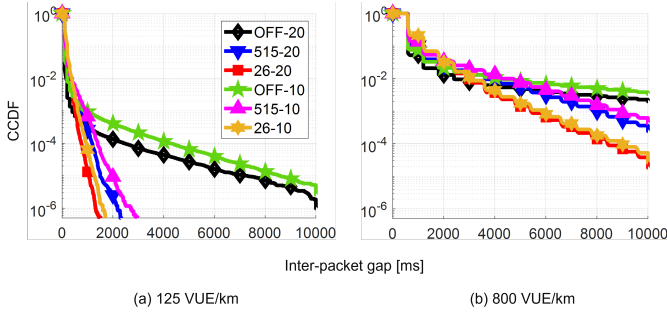 (a)
(b)
10^0
10^-2
10^-4
10^-6
CCDF
OFF-20
515-20
26-20
OFF-10
515-10
26-10
0 2000 4000 6000 8000 10000
10^0
10^-2
10^-4
10^-6
0 2000 4000 6000 8000 10000
Inter-packet gap [ms]
(a) 125 VUE/km
(b) 800 VUE/km